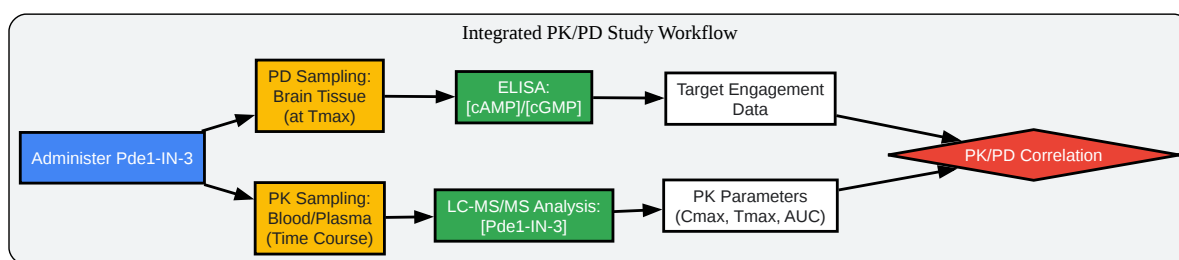 Integrated PK/PD Study Workflow
Administer Pde1-IN-3
PD Sampling:
Brain Tissue
(at Tmax)
ELISA:
[cAMP]/[cGMP]
Target Engagement
Data
PK Sampling:
Blood/Plasma
(Time Course)
LC-MS/MS Analysis:
[Pde1-IN-3]
PK Parameters
(Cmax, Tmax, AUC)
PK/PD Correlation